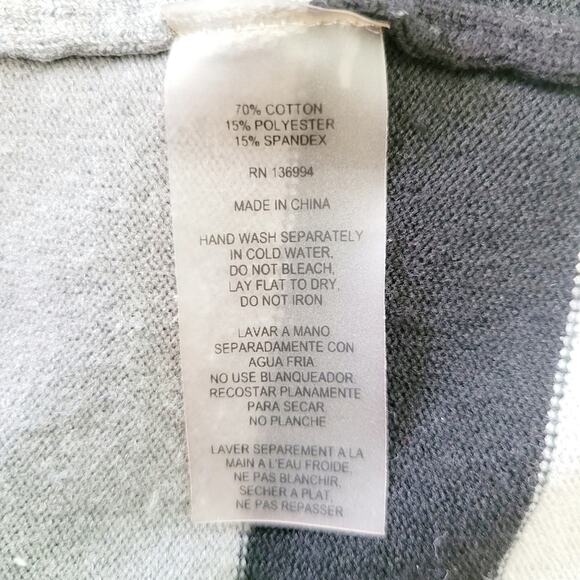 70% COTTON
15% POLYESTER
15% SPANDEX
RN 136994
MADE IN CHINA
HAND WASH SEPARATELY
IN COLD WATER,
DO NOT BLEACH,
LAY FLAT TO DRY,
DO NOT IRON
LAVAR A MANO
SEPARADAMENTE CON
AGUA FRIA.
NO USE BLANQUEADOR.
RECOSTAR PLANAMENTE
PARA SECAR
NO PLANCHE
LAVER SEPAREMENT A LA
MAIN A L'EAU FROIDE,
NE PAS BLANCHIR,
SECHER A PLAT,
NE PAS REPASSER